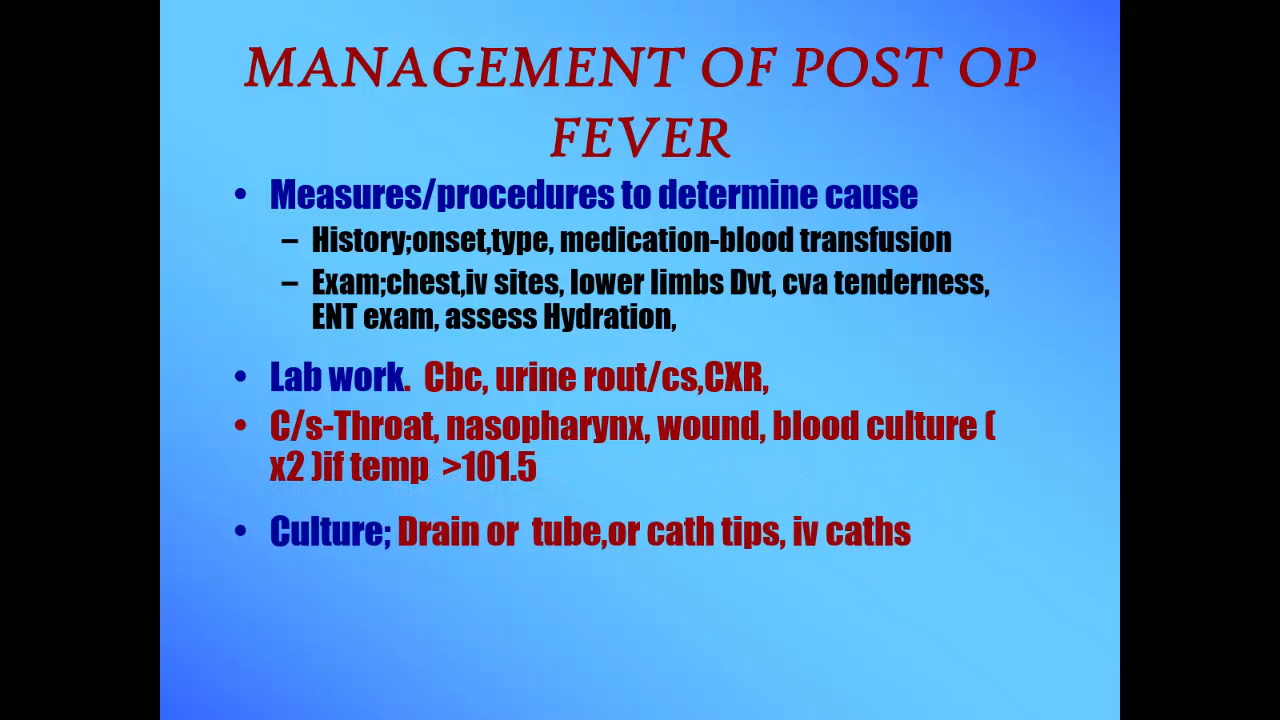 MANAGEMENT OF POST OP
FEVER
• Measures/procedures to determine cause
– History;onset,type, medication-blood transfusion
– Exam;chest,iv sites, lower limbs Dvt, cva tenderness,
ENT exam, assess Hydration,
• Lab work. Cbc, urine rout/cs,CXR,
• C/s-Throat, nasopharynx, wound, blood culture (
x2 )if temp >101.5
• Culture; Drain or tube,or cath tips, iv caths